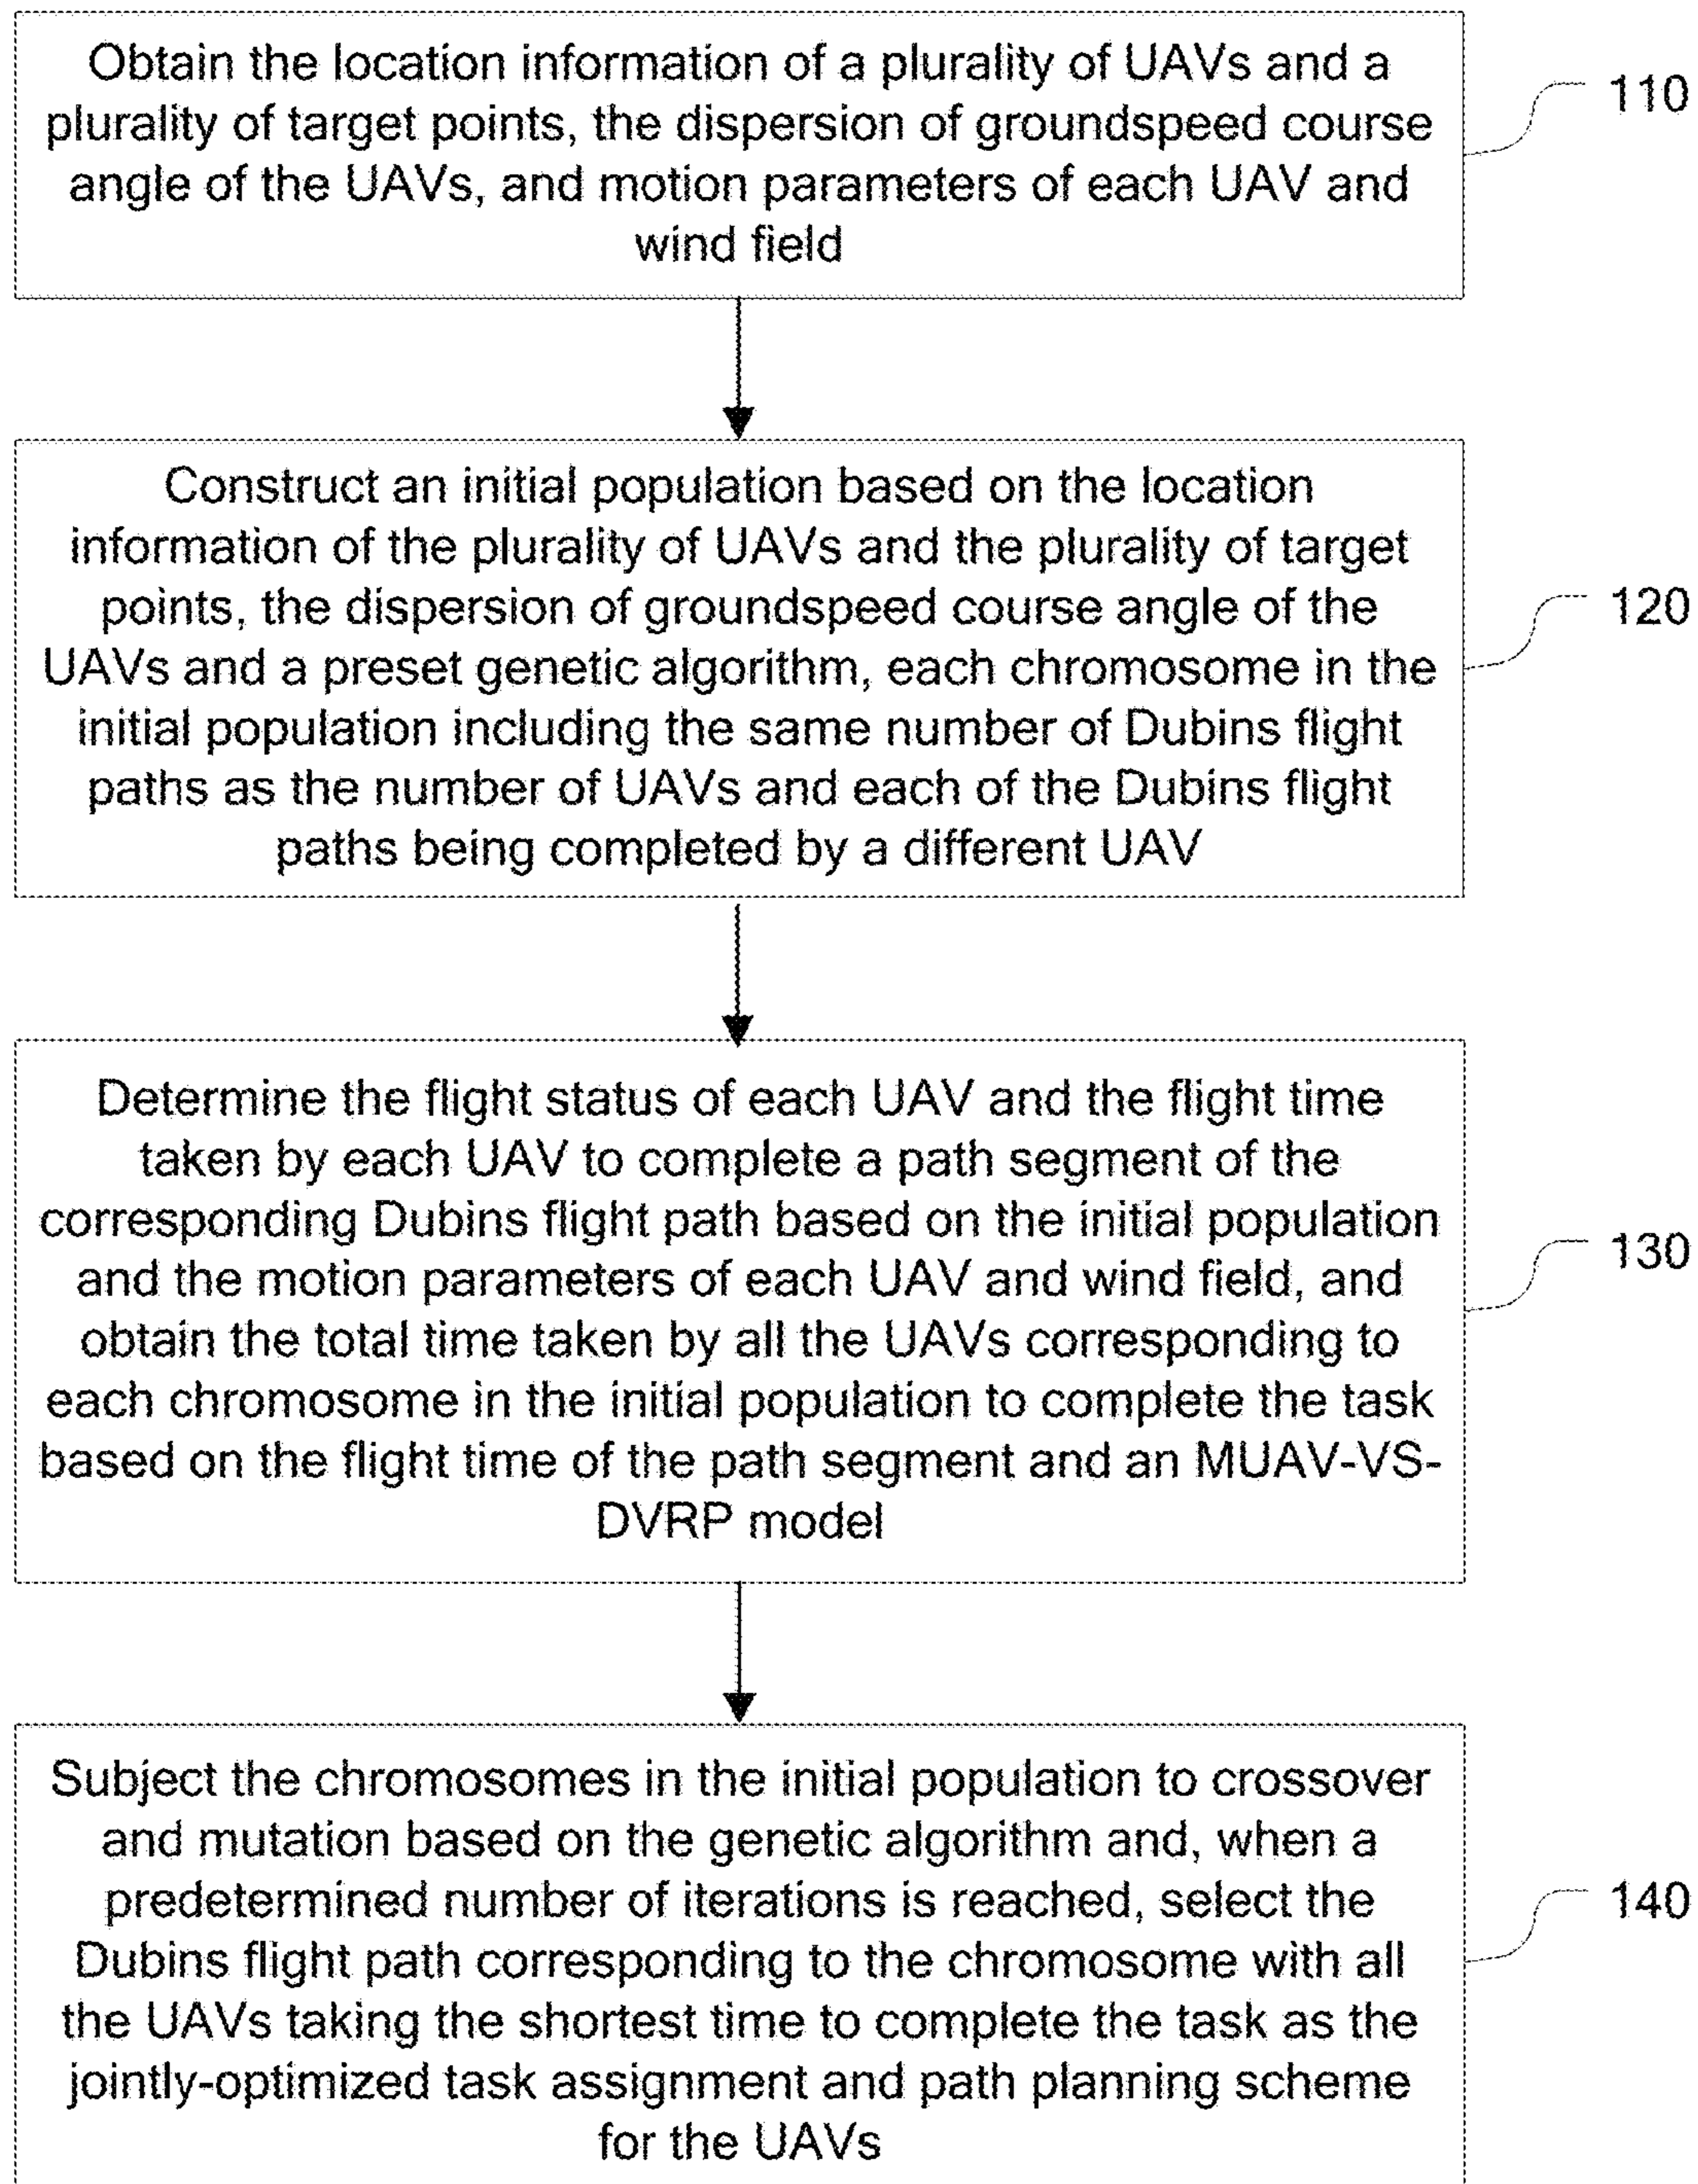 Obtain the location information of a plurality of UAVs and a
plurality of target points, the dispersion of groundspeed course
angle of the UAVs, and motion parameters of each UAV and
wind field
110
Construct an initial population based on the location
information of the plurality of UAVs and the plurality of target
points, the dispersion of groundspeed course angle of the
UAVs and a preset genetic algorithm, each chromosome in the
initial population including the same number of Dubins flight
paths as the number of UAVs and each of the Dubins flight
paths being completed by a different UAV
120
Determine the flight status of each UAV and the flight time
taken by each UAV to complete a path segment of the
corresponding Dubins flight path based on the initial population
and the motion parameters of each UAV and wind field, and
obtain the total time taken by all the UAVs corresponding to
each chromosome in the initial population to complete the task
based on the flight time of the path segment and an MUAV-VS-
DVRP model
130
Subject the chromosomes in the initial population to crossover
and mutation based on the genetic algorithm and, when a
predetermined number of iterations is reached, select the
Dubins flight path corresponding to the chromosome with all
the UAVs taking the shortest time to complete the task as the
jointly-optimized task assignment and path planning scheme
for the UAVs
140